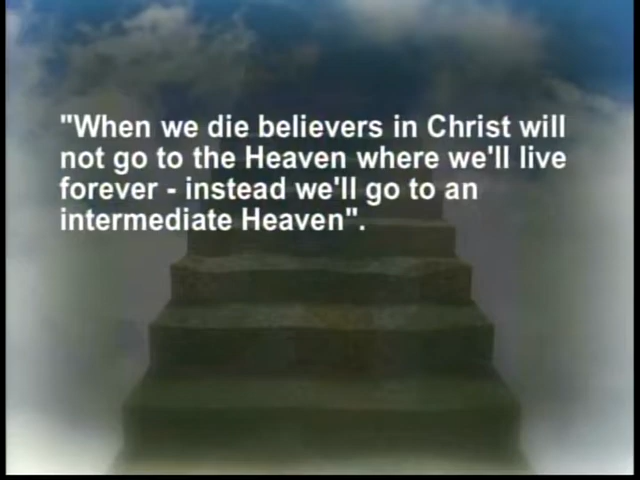 "When we die believers in Christ will
not go to the Heaven where we'll live
forever - instead we'll go to an
intermediate Heaven".